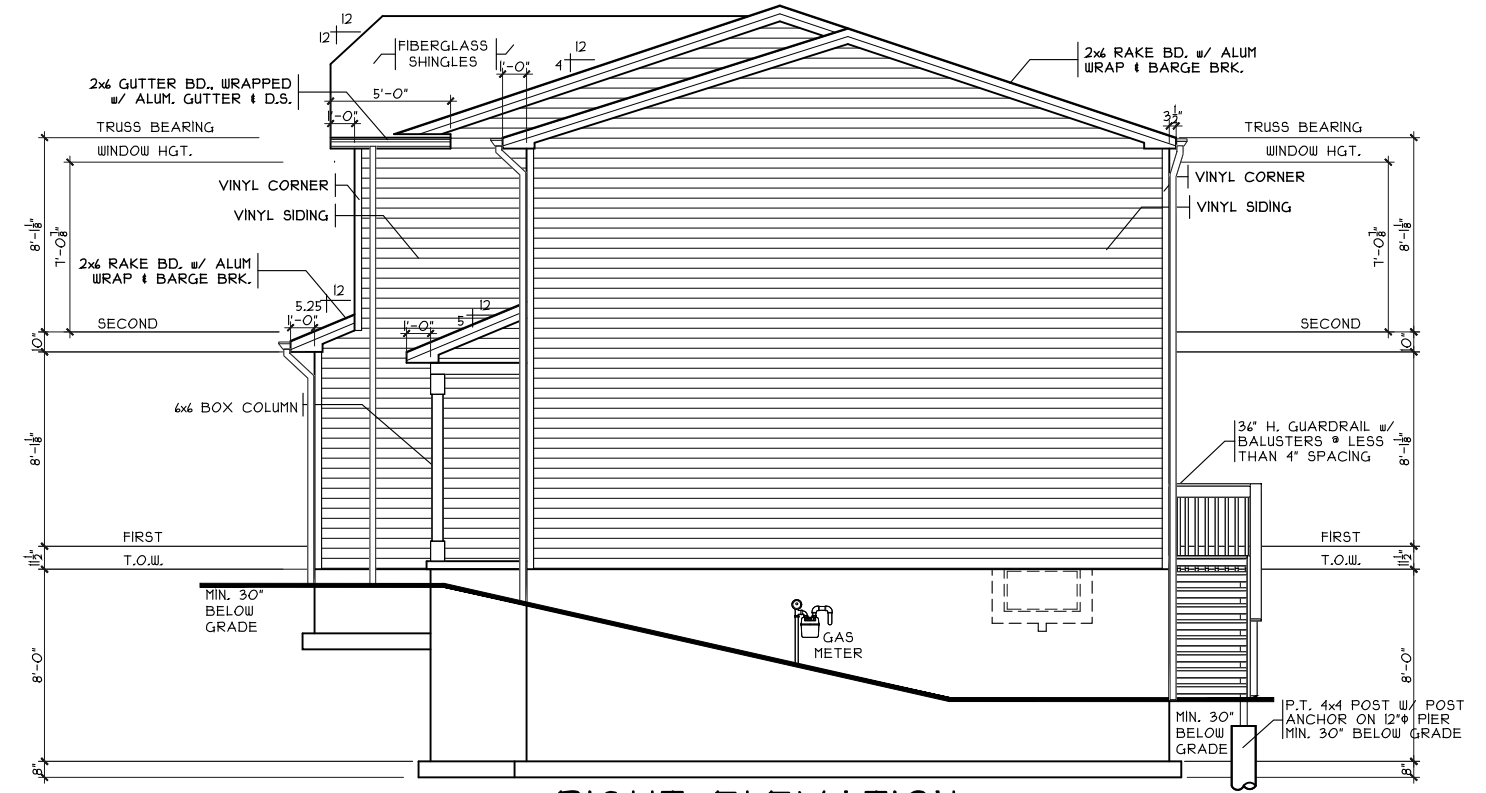 12
12
FIBERGLASS
SHINGLES
12
4
1'-0"
2x6 RAKE BD. w/ ALUM
WRAP & BARGE BRK.
2x6 GUTTER BD., WRAPPED
w/ ALUM. GUTTER & D.S.
5'-0"
1'-0"
3 1/2"
TRUSS BEARING
WINDOW HGT.
TRUSS BEARING
WINDOW HGT.
VINYL CORNER
VINYL SIDING
VINYL CORNER
VINYL SIDING
8'-1 1/8"
7'-0 1/8"
7'-0 1/8"
8'-1 1/8"
2x6 RAKE BD. w/ ALUM
WRAP & BARGE BRK.
12
5.25
1'-0"
12
5
1'-0"
SECOND
SECOND
10"
10"
6x6 BOX COLUMN
8'-1 1/8"
8'-1 1/8"
36" H. GUARDRAIL w/
BALUSTERS @ LESS
THAN 4" SPACING
FIRST
T.O.W.
FIRST
T.O.W.
11 1/2"
11 1/2"
MIN. 30"
BELOW
GRADE
GAS
METER
8'-0"
8'-0"
MIN. 30"
BELOW
GRADE
P.T. 4x4 POST W/ POST
ANCHOR ON 12"ϕ PIER
MIN. 30" BELOW GRADE
8"
8"
RIGHT ELEVATION